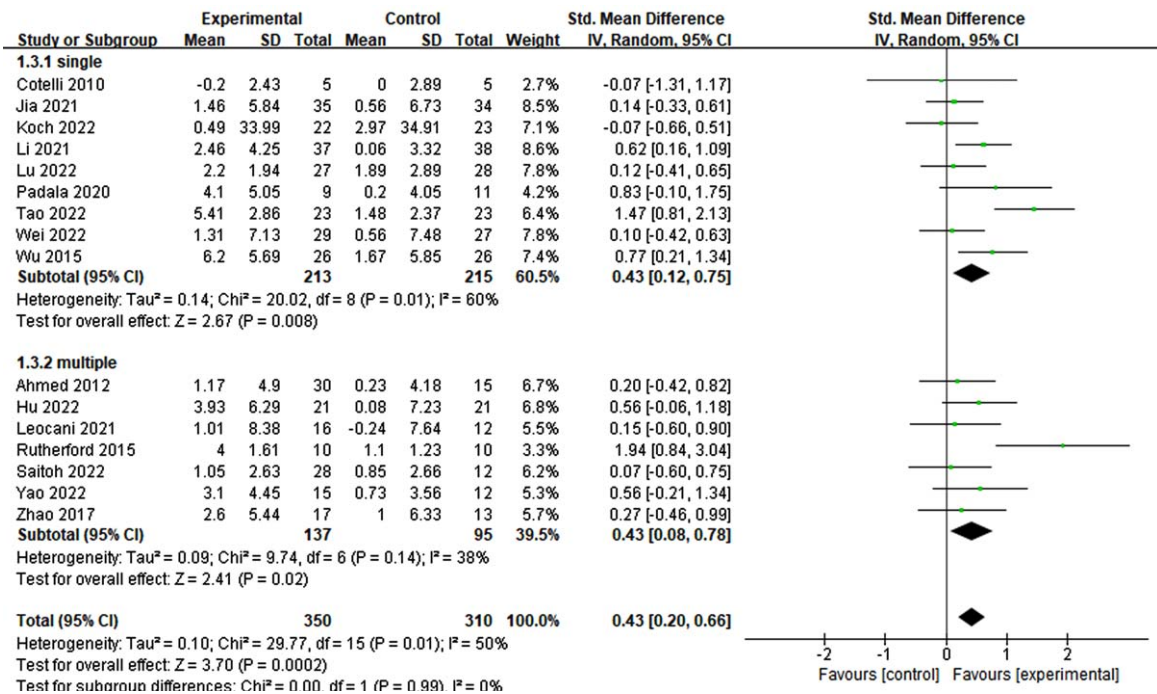 Experimental Control Std. Mean Difference Std. Mean Difference
Study or Subgroup Mean SD Total Mean SD Total Weight IV, Random, 95% CI IV, Random, 95% CI
1.3.1 single
Cotelli 2010 -0.2 2.43 5 0 2.89 5 2.7% -0.07 [-1.31, 1.17]
Jia 2021 1.46 5.84 35 0.56 6.73 34 8.5% 0.14 [-0.33, 0.61]
Koch 2022 0.49 33.99 22 2.97 34.91 23 7.1% -0.07 [-0.66, 0.51]
Li 2021 2.46 4.25 37 0.06 3.32 38 8.6% 0.62 [0.16, 1.09]
Lu 2022 2.2 1.94 27 1.89 2.89 28 7.8% 0.12 [-0.41, 0.65]
Padala 2020 4.1 5.05 9 0.2 4.05 11 4.2% 0.83 [-0.10, 1.75]
Tao 2022 5.41 2.86 23 1.48 2.37 23 6.4% 1.47 [0.81, 2.13]
Wei 2022 1.31 7.13 29 0.56 7.48 27 7.8% 0.10 [-0.42, 0.63]
Wu 2015 6.2 5.69 26 1.67 5.85 26 7.4% 0.77 [0.21, 1.34]
Subtotal (95% CI) 213 215 60.5% 0.43 [0.12, 0.75]
Heterogeneity: Tau² = 0.14; Chi² = 20.02, df = 8 (P = 0.01); I² = 60%
Test for overall effect: Z = 2.67 (P = 0.008)
1.3.2 multiple
Ahmed 2012 1.17 4.9 30 0.23 4.18 15 6.7% 0.20 [-0.42, 0.82]
Hu 2022 3.93 6.29 21 0.08 7.23 21 6.8% 0.56 [-0.06, 1.18]
Leocani 2021 1.01 8.38 16 -0.24 7.64 12 5.3% 0.15 [-0.60, 0.90]
Rutherford 2015 4 1.61 10 1.1 1.23 10 3.3% 1.94 [0.84, 3.04]
Saitoh 2022 1.05 2.63 28 0.85 2.66 12 6.2% 0.07 [-0.60, 0.75]
Yao 2022 3.1 4.45 15 0.73 3.56 12 5.3% 0.56 [-0.21, 1.34]
Zhao 2017 2.6 5.44 17 1 6.33 13 5.7% 0.27 [-0.46, 0.99]
Subtotal (95% CI) 137 95 39.5% 0.43 [0.08, 0.78]
Heterogeneity: Tau² = 0.09; Chi² = 9.74, df = 6 (P = 0.14); I² = 38%
Test for overall effect: Z = 2.41 (P = 0.02)
Total (95% CI) 350 310 100.0% 0.43 [0.20, 0.66]
Heterogeneity: Tau² = 0.10; Chi² = 29.77, df = 15 (P = 0.01); I² = 50%
Test for overall effect: Z = 3.70 (P = 0.0002)
Test for subgroup differences: Chi² = 0.00, df = 1 (P = 0.99), I² = 0%
-2 -1 0 1 2
Favours [control] Favours [experimental]